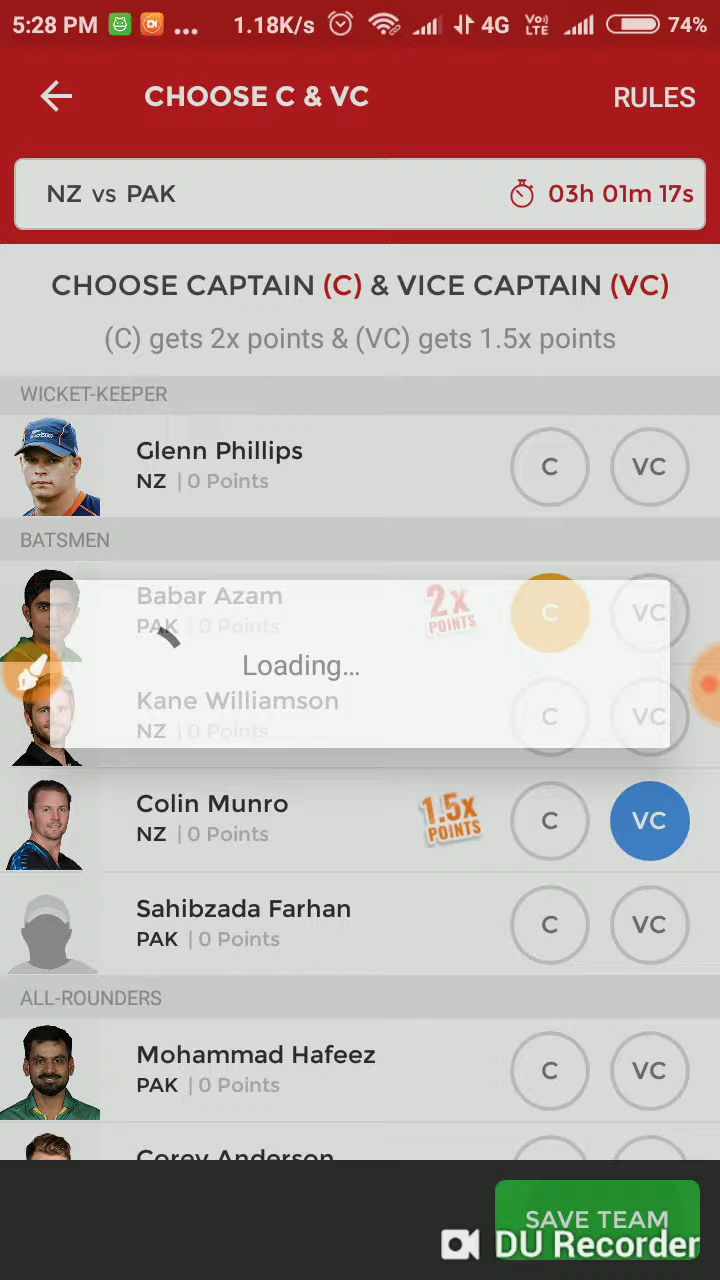 5:28 PM ... 1.18K/s 4G Vo) LTE 74%
CHOOSE C & VC RULES
NZ vs PAK 03h 01m 17s
CHOOSE CAPTAIN (C) & VICE CAPTAIN (VC)
(C) gets 2x points & (VC) gets 1.5x points
WICKET-KEEPER
Glenn Phillips
NZ | 0 Points
C VC
BATSMEN
Babar Azam
PAK | 0 Points
2x POINTS
C VC
Loading...
Kane Williamson
NZ | 0 Points
C VC
Colin Munro
NZ | 0 Points
1.5x POINTS
C VC
Sahibzada Farhan
PAK | 0 Points
C VC
ALL-ROUNDERS
Mohammad Hafeez
PAK | 0 Points
C VC
Corey Anderson
SAVE TEAM
DU Recorder